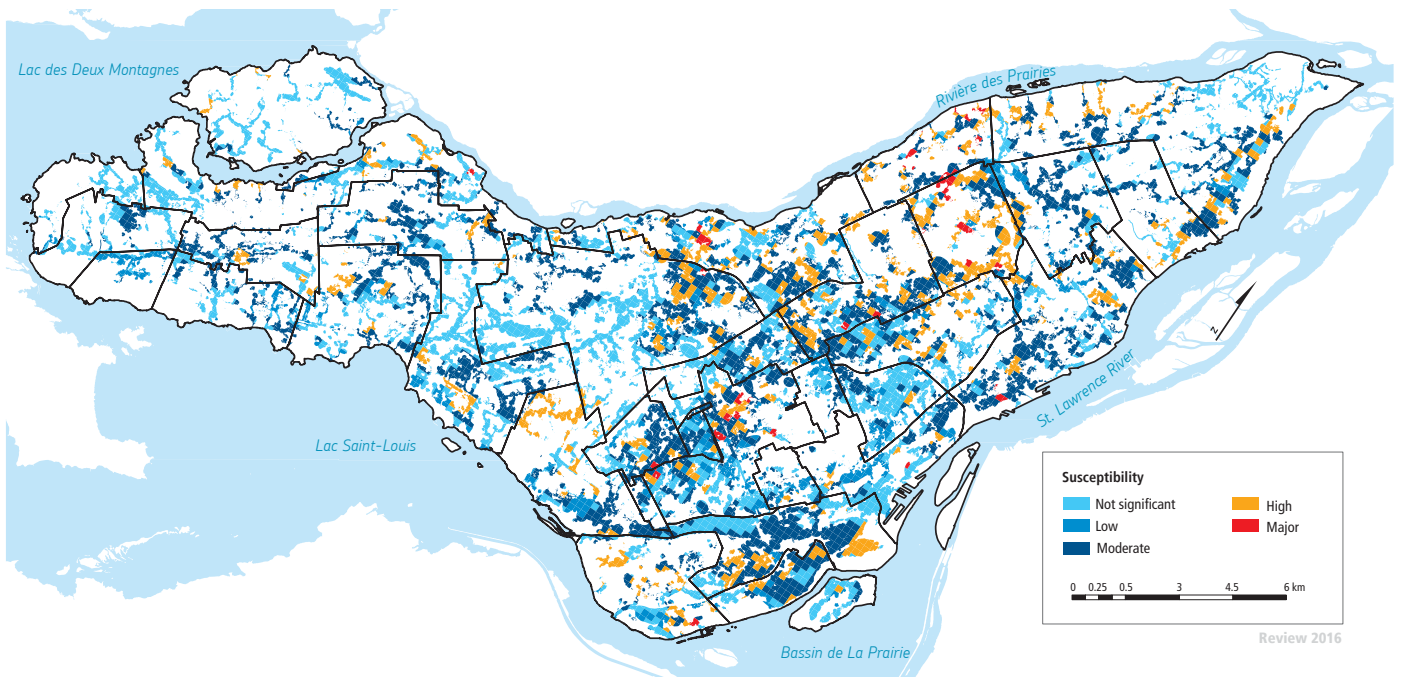 Lac des Deux Montagnes
Rivière des Prairies
N
St. Lawrence River
Lac Saint-Louis
Susceptibility
Not significant
High
Low
Major
Moderate
0 0.25 0.5 3 4.5 6 km
Review 2016
Bassin de La Prairie